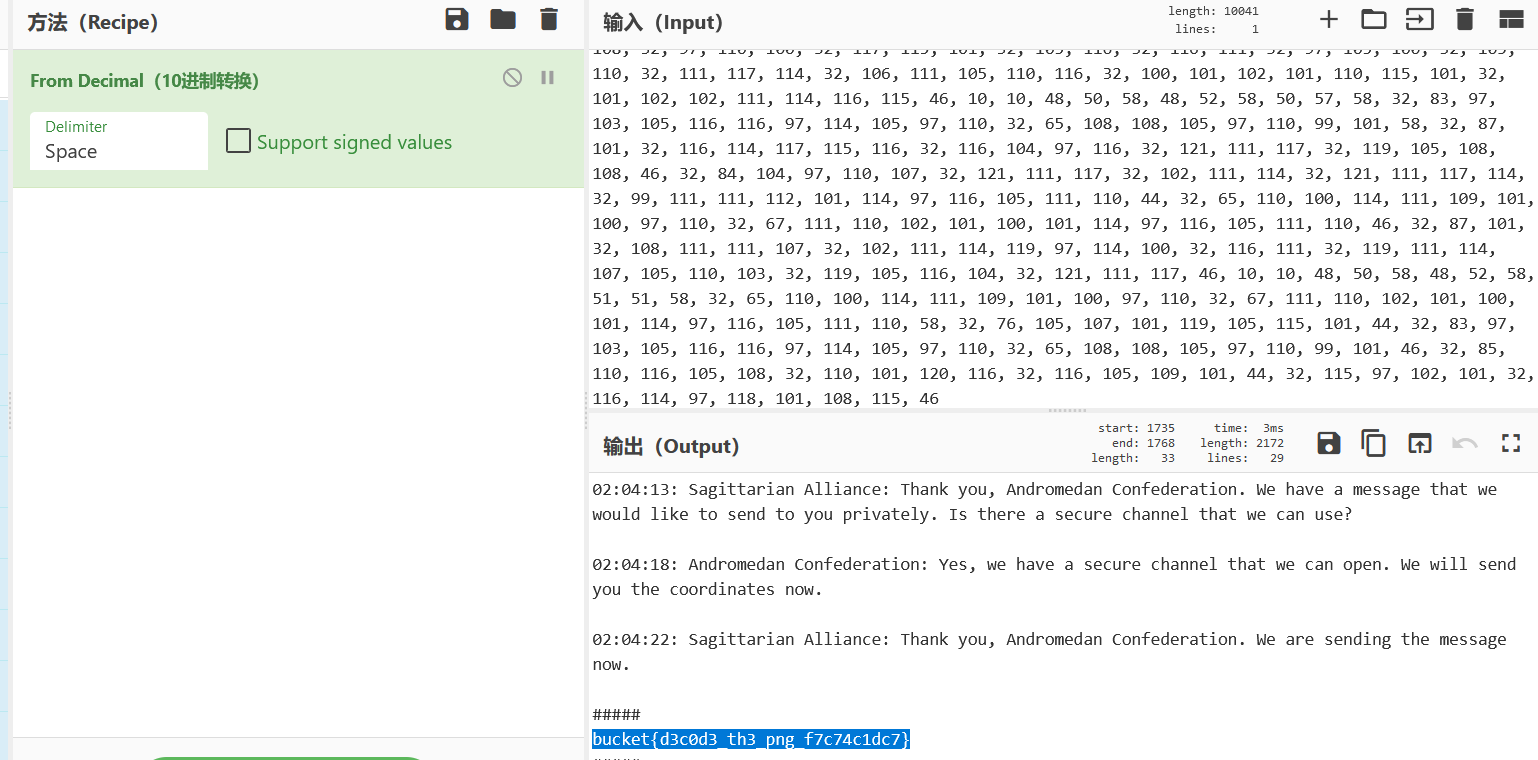 方法（Recipe）
From Decimal（10进制转换）
Delimiter
Space
Support signed values
输入（Input）
length: 10041
lines: 1
110, 32, 111, 117, 114, 32, 106, 111, 105, 110, 116, 32, 100, 101, 102, 101, 110, 115, 101, 32,
101, 102, 102, 111, 114, 116, 115, 46, 10, 10, 48, 50, 58, 48, 52, 58, 50, 57, 58, 32, 83, 97,
103, 105, 116, 116, 97, 114, 105, 97, 110, 32, 65, 108, 108, 105, 97, 110, 99, 101, 58, 32, 87,
101, 32, 116, 114, 117, 115, 116, 32, 116, 104, 97, 116, 32, 121, 111, 117, 32, 119, 105, 108,
108, 46, 32, 84, 104, 97, 110, 107, 32, 121, 111, 117, 32, 102, 111, 114, 32, 121, 111, 117, 114,
32, 99, 111, 111, 112, 101, 114, 97, 116, 105, 111, 110, 44, 32, 65, 110, 100, 114, 111, 109, 101,
100, 97, 110, 32, 67, 111, 110, 102, 101, 100, 101, 114, 97, 116, 105, 111, 110, 46, 32, 87, 101,
32, 108, 111, 111, 107, 32, 102, 111, 114, 119, 97, 114, 100, 32, 116, 111, 32, 119, 111, 114,
107, 105, 110, 103, 32, 119, 105, 116, 104, 32, 121, 111, 117, 46, 10, 10, 48, 50, 58, 48, 52, 58,
51, 51, 58, 32, 65, 110, 100, 114, 111, 109, 101, 100, 97, 110, 32, 67, 111, 110, 102, 101, 100,
101, 114, 97, 116, 105, 111, 110, 58, 32, 76, 105, 107, 101, 119, 105, 115, 101, 44, 32, 83, 97,
103, 105, 116, 116, 97, 114, 105, 97, 110, 32, 65, 108, 108, 105, 97, 110, 99, 101, 46, 32, 85,
110, 116, 105, 108, 32, 110, 101, 120, 116, 32, 116, 105, 109, 101, 44, 32, 115, 97, 102, 101, 32,
116, 114, 97, 118, 101, 108, 115, 46
输出（Output）
start: 1735
end: 1768
length: 33
time: 3ms
length: 2172
lines: 29
02:04:13: Sagittarian Alliance: Thank you, Andromedan Confederation. We have a message that we
would like to send to you privately. Is there a secure channel that we can use?
02:04:18: Andromedan Confederation: Yes, we have a secure channel that we can open. We will send
you the coordinates now.
02:04:22: Sagittarian Alliance: Thank you, Andromedan Confederation. We are sending the message
now.
#####
bucket{d3c0d3_th3_png_f7c74c1dc7}